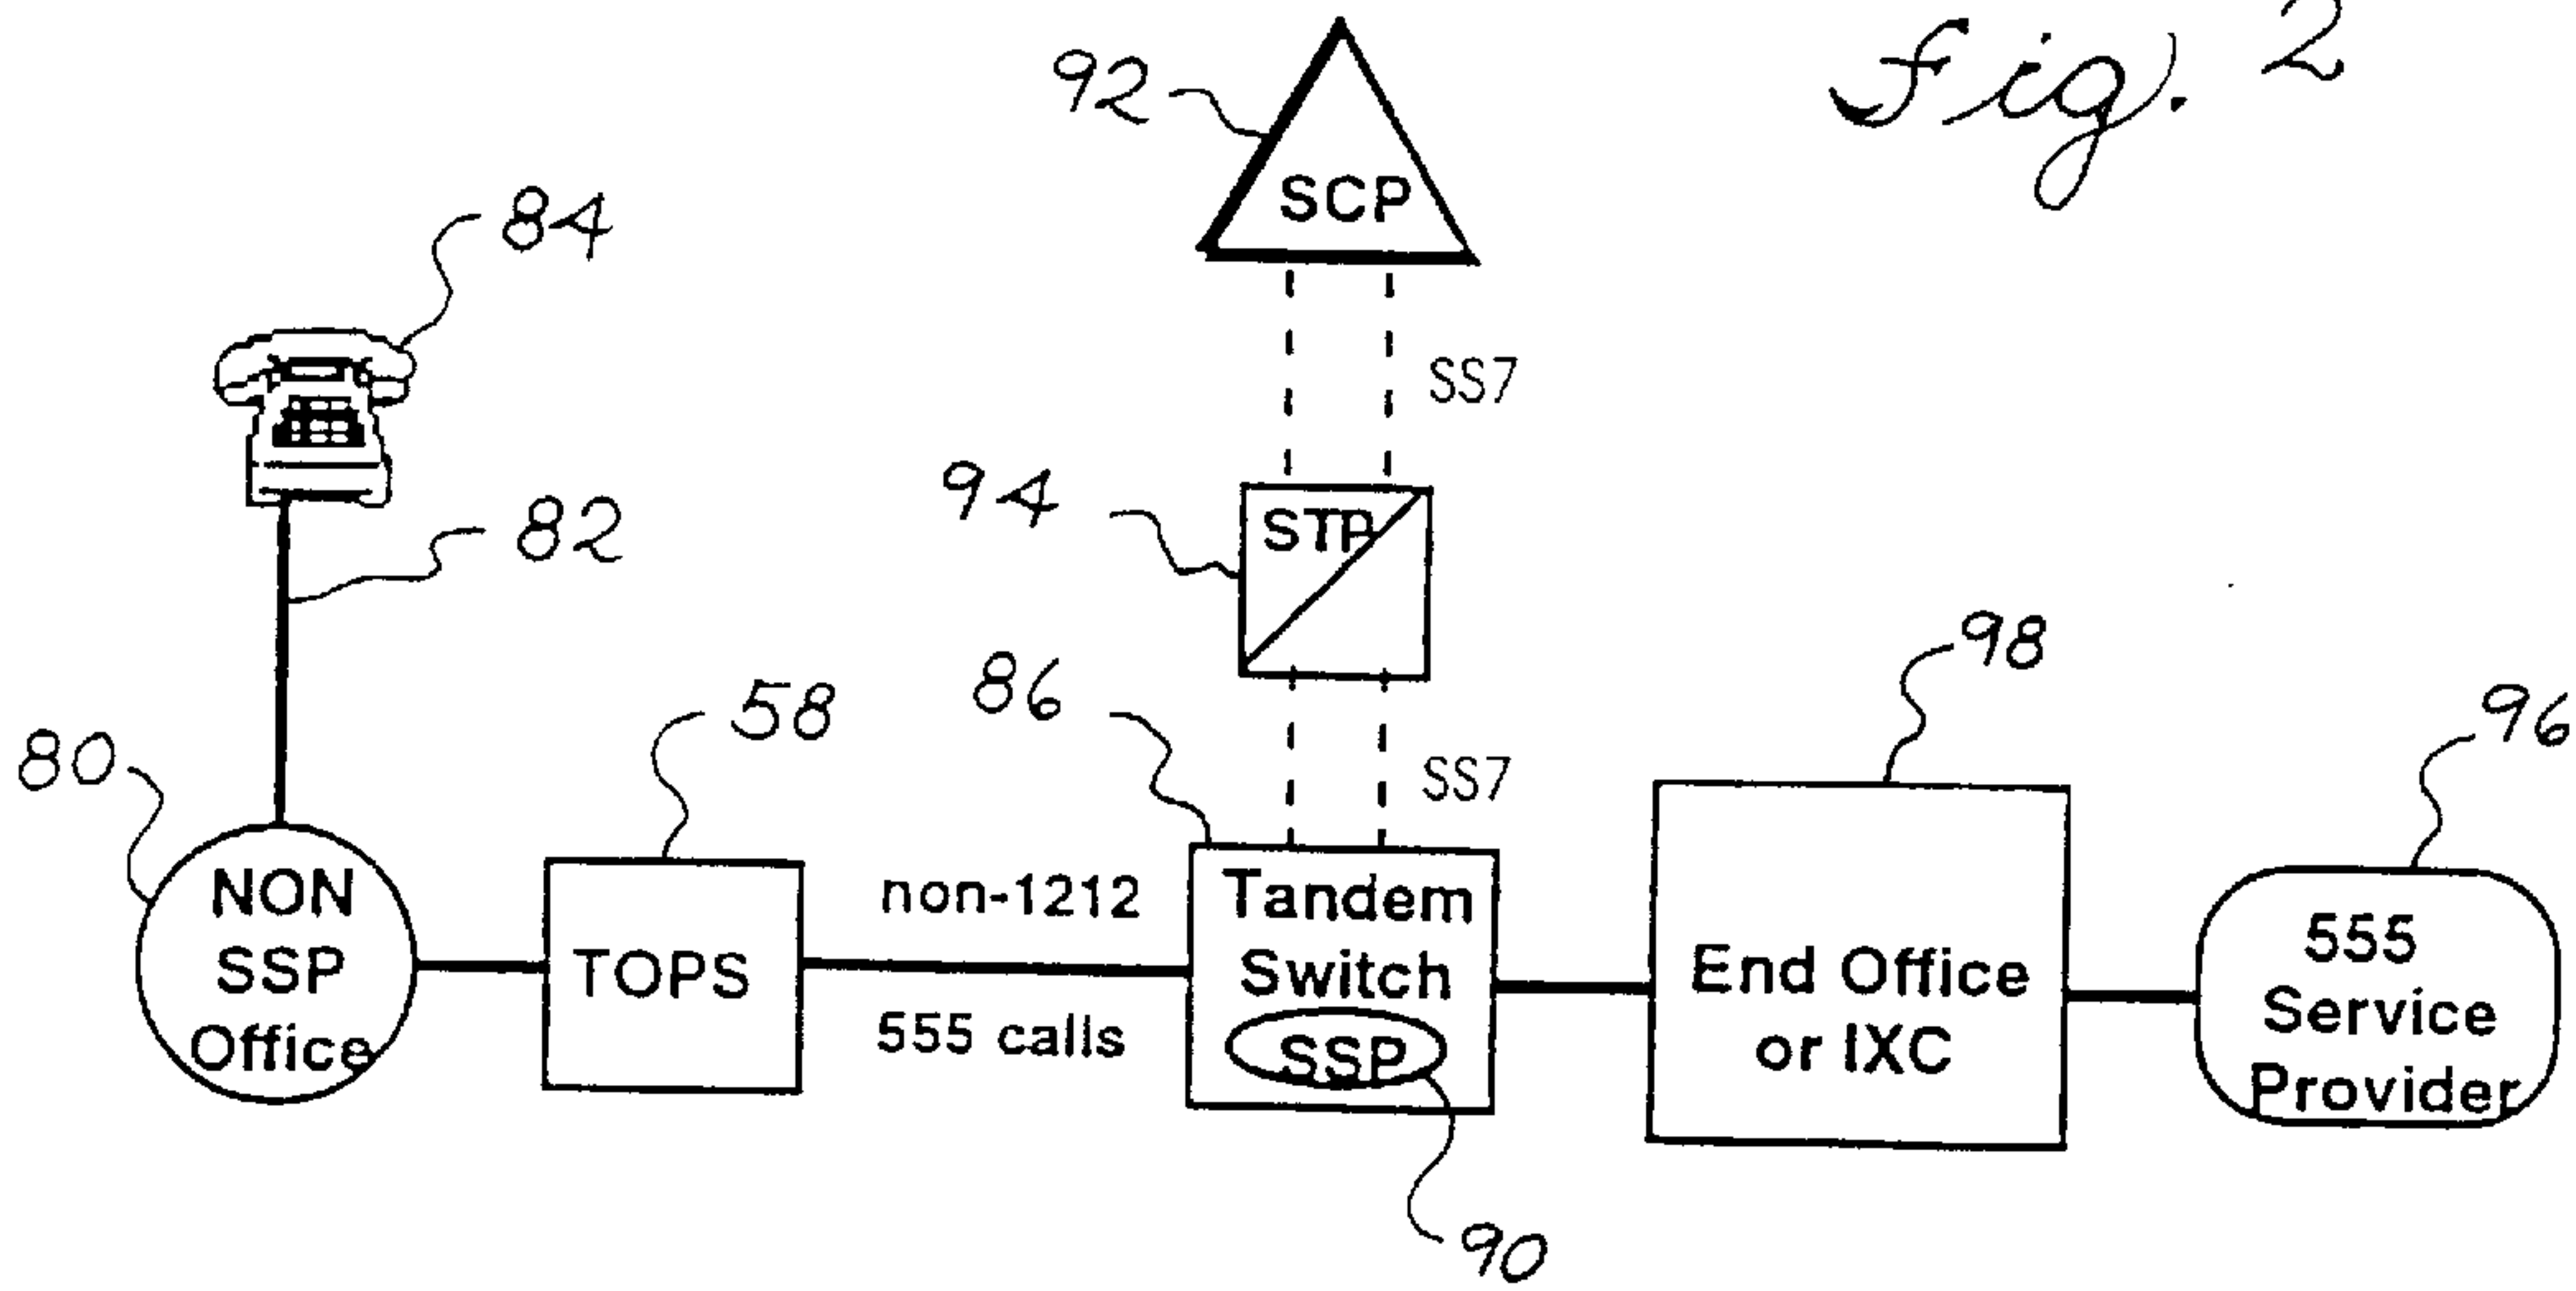 Fig. 2
92
SCP
84
SS7
94
STP
82
86
98
58
96
80
SS7
NON
SSP
Office
TOPS
non-1212
555 calls
Tandem
Switch
SSP
End Office
or IXC
555
Service
Provider
90